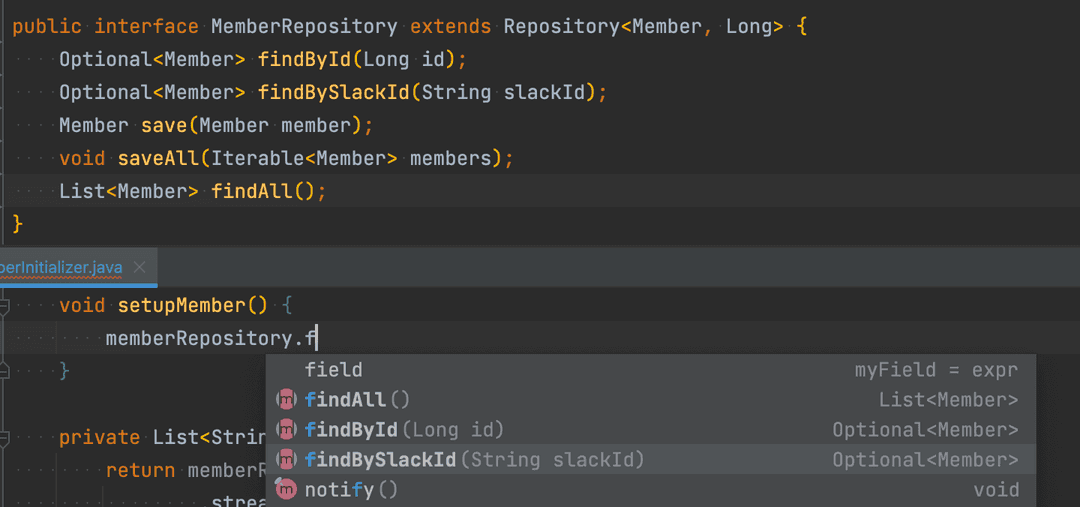 public interface MemberRepository extends Repository<Member, Long> {
Optional<Member> findById(Long id);
Optional<Member> findBySlackId(String slackId);
Member save(Member member);
void saveAll(Iterable<Member> members);
List<Member> findAll();
}
berInitializer.java
void setupMember() {
memberRepository.f
field myField = expr
findAll() List<Member>
findById(Long id) Optional<Member>
findBySlackId(String slackId) Optional<Member>
notify() void
}
private List<Strin
return memberR
.strea